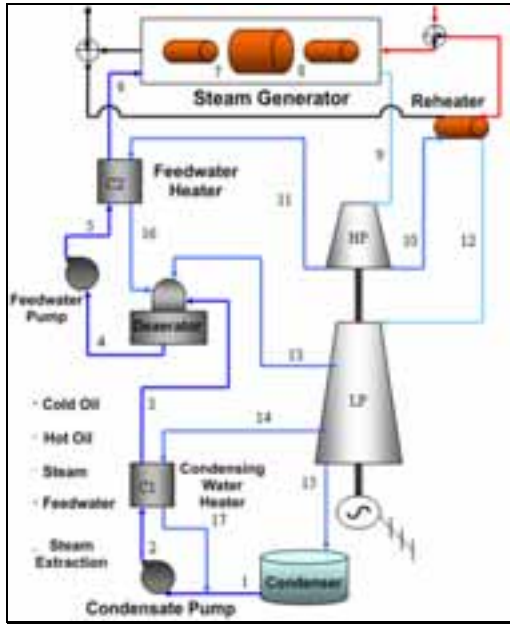 7
8
Steam Generator
Reheater
6
9
C2
Feedwater
Heater
11
5
16
HP
10
12
Feedwater
Pump
Deaerator
4
13
3
Cold Oil
LP
14
Hot Oil
Steam
C1
Condensing
Water
Heater
15
Feedwater
17
Steam
Extraction
2
1
Condenser
Condensate Pump